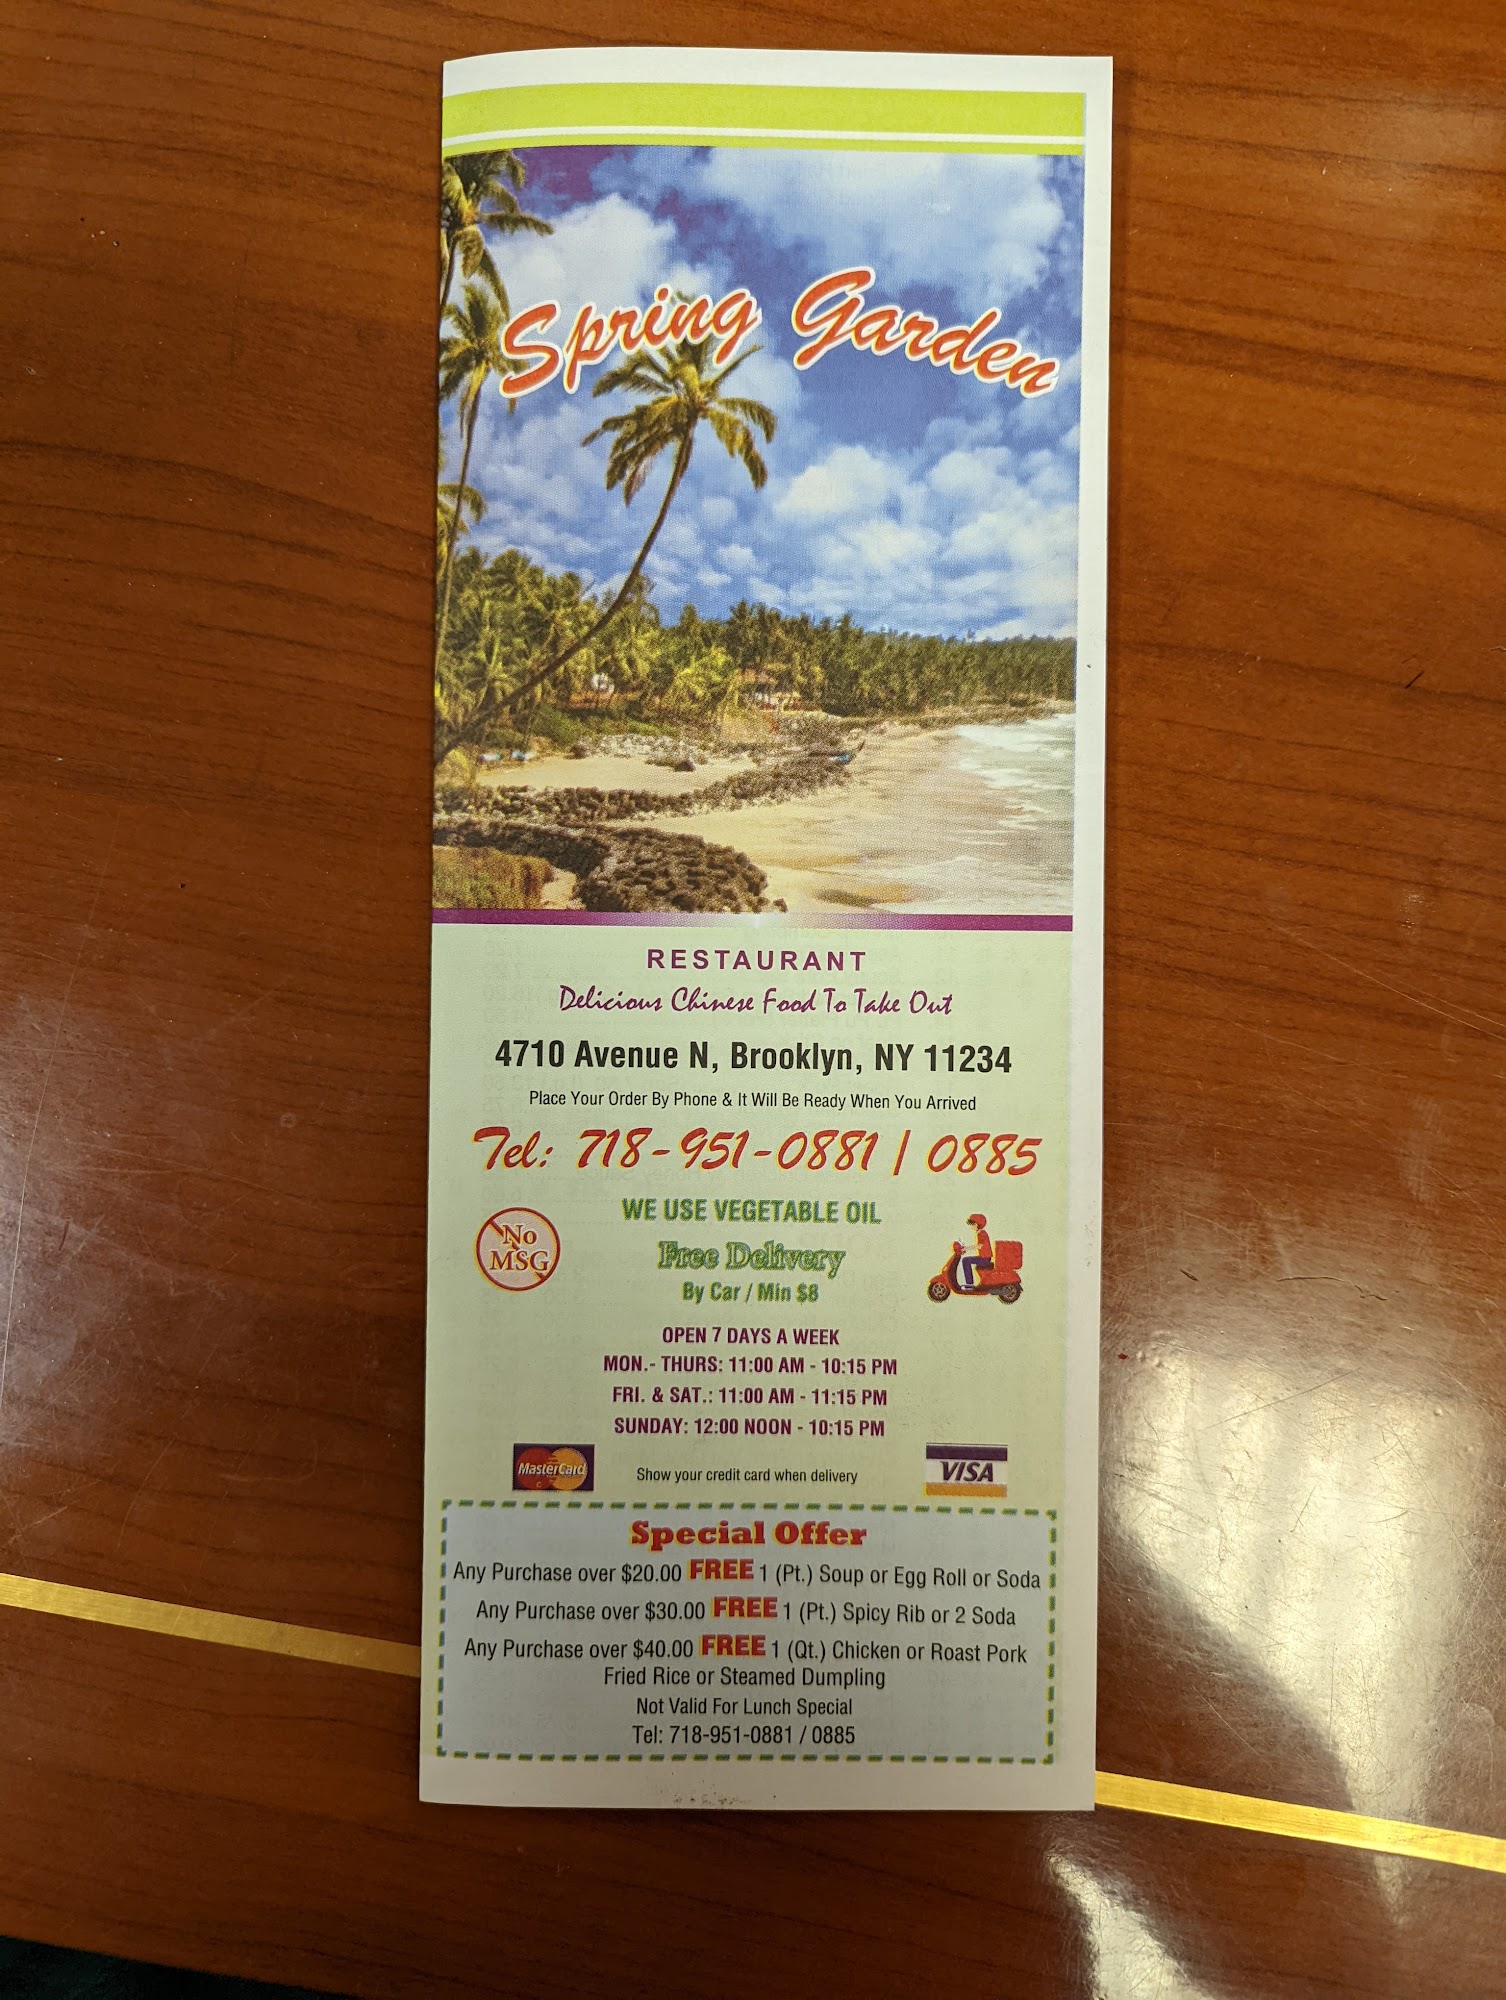 Spring Garden
RESTAURANT
Delicious Chinese Food To Take Out
4710 Avenue N, Brooklyn, NY 11234
Place Your Order By Phone & It Will Be Ready When You Arrived
Tel: 718-951-0881 / 0885
No
MSG
WE USE VEGETABLE OIL
Free Delivery
By Car / Min $8
OPEN 7 DAYS A WEEK
MON.- THURS: 11:00 AM - 10:15 PM
FRI. & SAT.: 11:00 AM - 11:15 PM
SUNDAY: 12:00 NOON - 10:15 PM
MasterCard
Show your credit card when delivery
VISA
Special Offer
Any Purchase over $20.00 FREE 1 (Pt.) Soup or Egg Roll or Soda
Any Purchase over $30.00 FREE 1 (Pt.) Spicy Rib or 2 Soda
Any Purchase over $40.00 FREE 1 (Qt.) Chicken or Roast Pork
Fried Rice or Steamed Dumpling
Not Valid For Lunch Special
Tel: 718-951-0881 / 0885